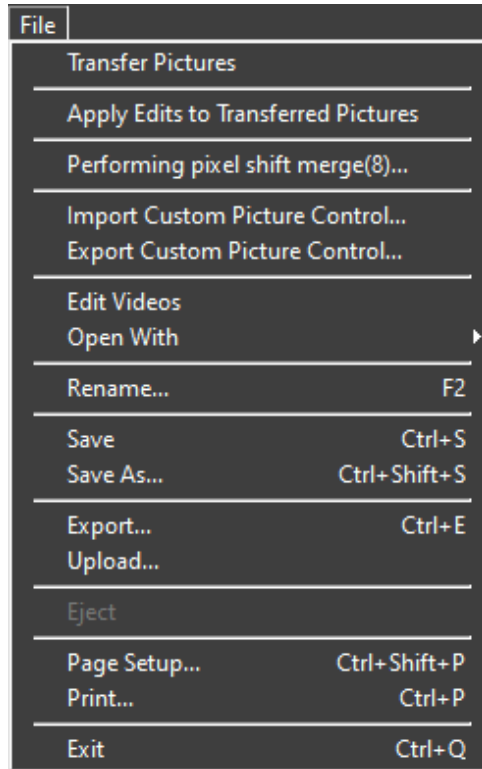 File
Transfer Pictures
Apply Edits to Transferred Pictures
Performing pixel shift merge(8)...
Import Custom Picture Control...
Export Custom Picture Control...
Edit Videos
Open With
Rename... F2
Save Ctrl+S
Save As... Ctrl+Shift+S
Export... Ctrl+E
Upload...
Eject
Page Setup... Ctrl+Shift+P
Print... Ctrl+P
Exit Ctrl+Q